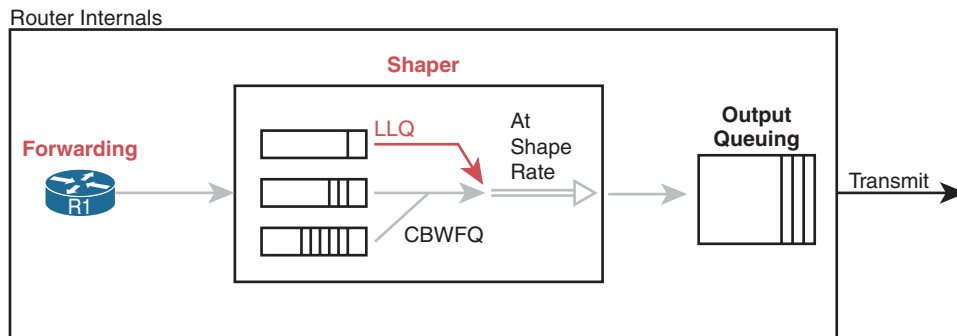 Router Internals
Shaper
Forwarding
R1
LLQ
CBWFQ
At
Shape
Rate
Output
Queuing
Transmit